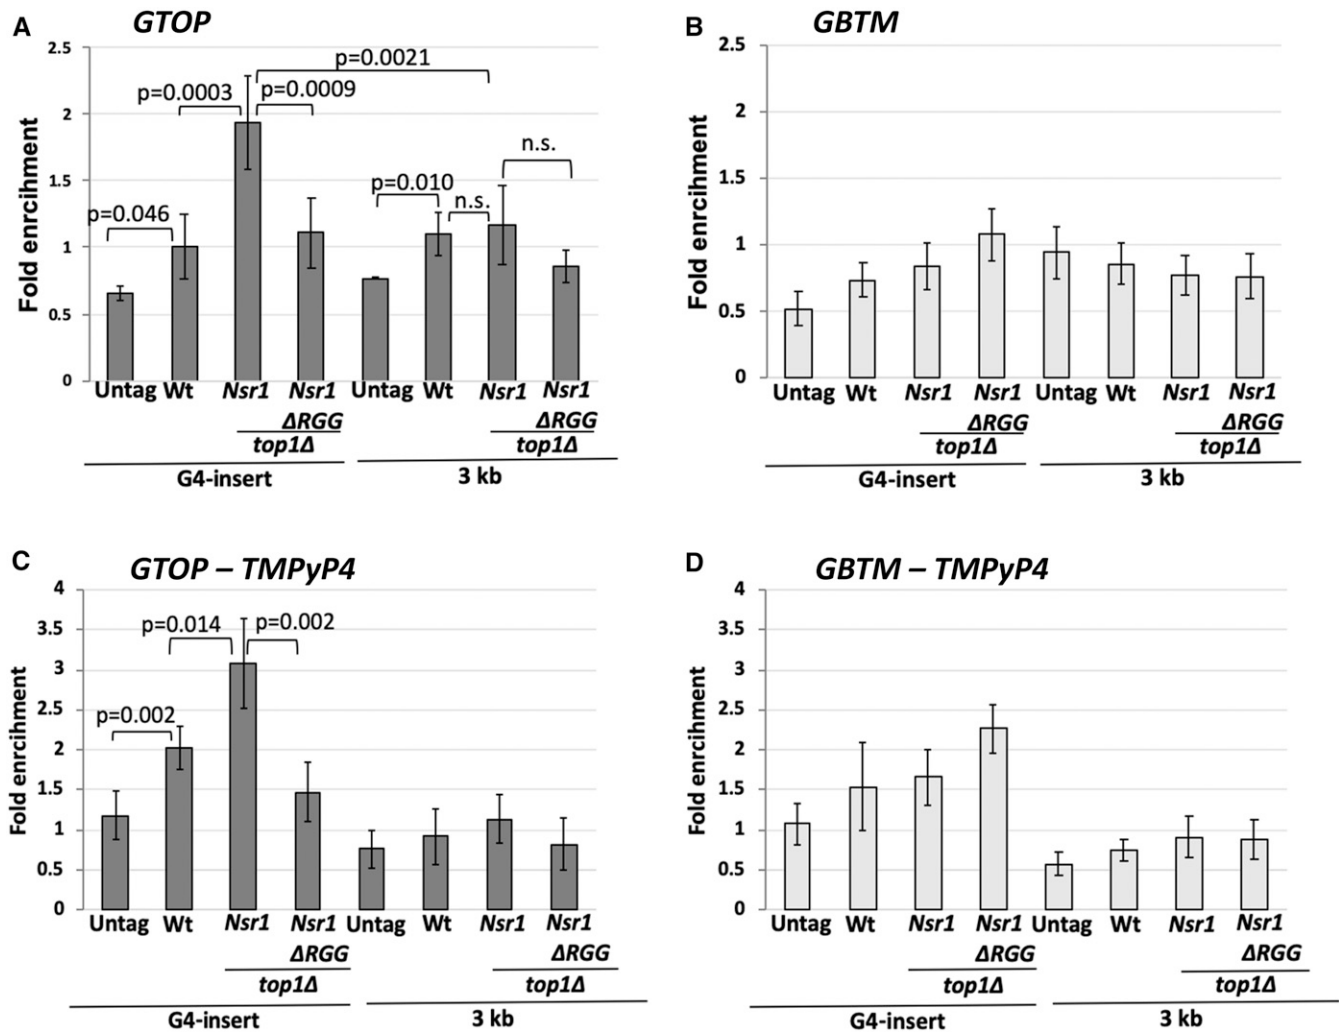 A
GTOP
2.5
2
1.5
1
0.5
0
Fold enrcihment
p=0.0021
p=0.0003
p=0.0009
n.s.
p=0.010
n.s.
p=0.046
Untag Wt Nsr1 Nsr1 Untag Wt Nsr1 Nsr1
ΔRGG ΔRGG
top1Δ top1Δ
G4-insert 3 kb
B
GBTM
2.5
2
1.5
1
0.5
0
Fold enrcihment
Untag Wt Nsr1 Nsr1 Untag Wt Nsr1 Nsr1
ΔRGG ΔRGG
top1Δ top1Δ
G4-insert 3 kb
C
GTOP – TMPyP4
4
3.5
3
2.5
2
1.5
1
0.5
0
Fold enrcihment
p=0.014
p=0.002
p=0.002
Untag Wt Nsr1 Nsr1 Untag Wt Nsr1 Nsr1
ΔRGG ΔRGG
top1Δ top1Δ
G4-insert 3 kb
D
GBTM – TMPyP4
4
3.5
3
2.5
2
1.5
1
0.5
0
Fold enrcihment
Untag Wt Nsr1 Nsr1 Untag Wt Nsr1 Nsr1
ΔRGG ΔRGG
top1Δ top1Δ
G4-insert 3 kb